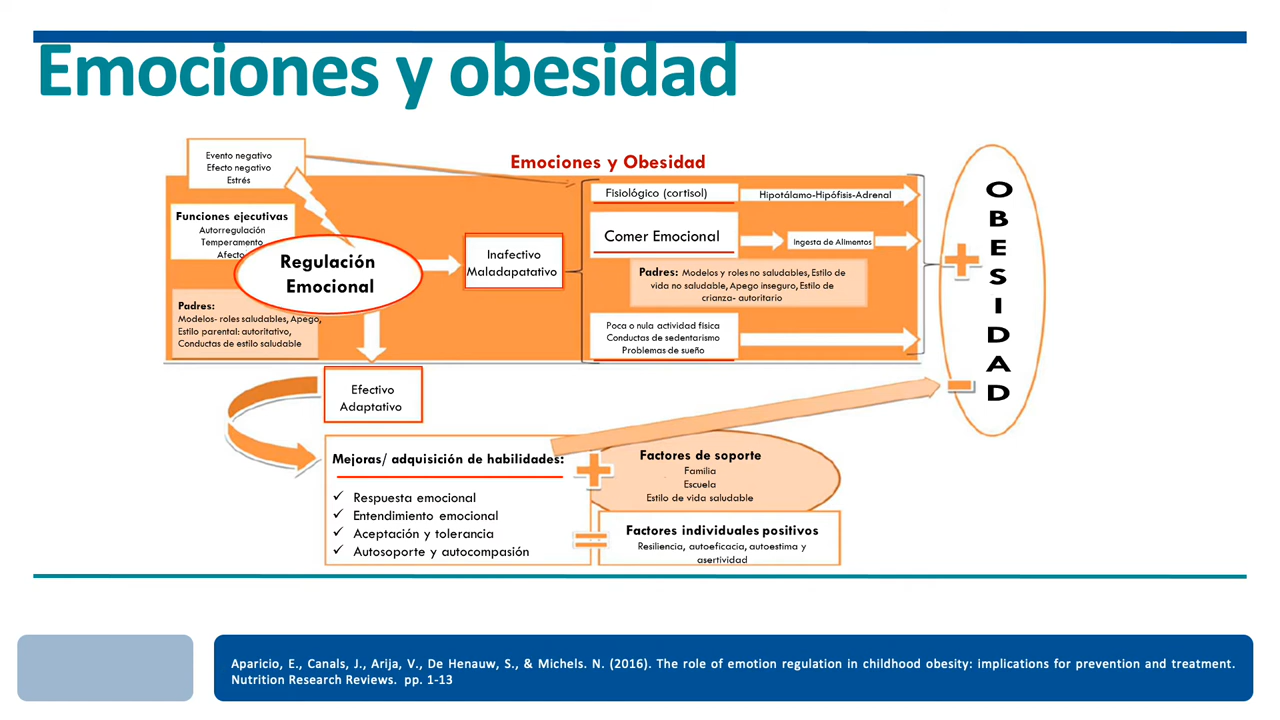 Emociones y obesidad
Emociones y Obesidad
Evento negativo
Efecto negativo
Estrés
Funciones ejecutivas
Autorregulación
Temperamento
Afecto
Regulación
Emocional
Padres:
Modelos- roles saludables, Apego,
Estilo parental: autoritativo,
Conductas de estilo saludable
Inafectivo
Maladapatativo
Fisiológico (cortisol)
Hipotálamo-Hipófisis-Adrenal
Comer Emocional
Ingesta de Alimentos
Padres: Modelos y roles no saludables, Estilo de
vida no saludable, Apego inseguro, Estilo de
crianza- autoritario
Poca o nula actividad física
Conductas de sedentarismo
Problemas de sueño
+
-
OBESIDAD
Efectivo
Adaptativo
Mejoras/ adquisición de habilidades:
✓ Respuesta emocional
✓ Entendimiento emocional
✓ Aceptación y tolerancia
✓ Autosoporte y autocompasión
+
Factores de soporte
Familia
Escuela
Estilo de vida saludable
=
Factores individuales positivos
Resiliencia, autoeficacia, autoestima y
asertividad
Aparicio, E., Canals, J., Arija, V., De Henauw, S., & Michels. N. (2016). The role of emotion regulation in childhood obesity: implications for prevention and treatment.
Nutrition Research Reviews. pp. 1-13